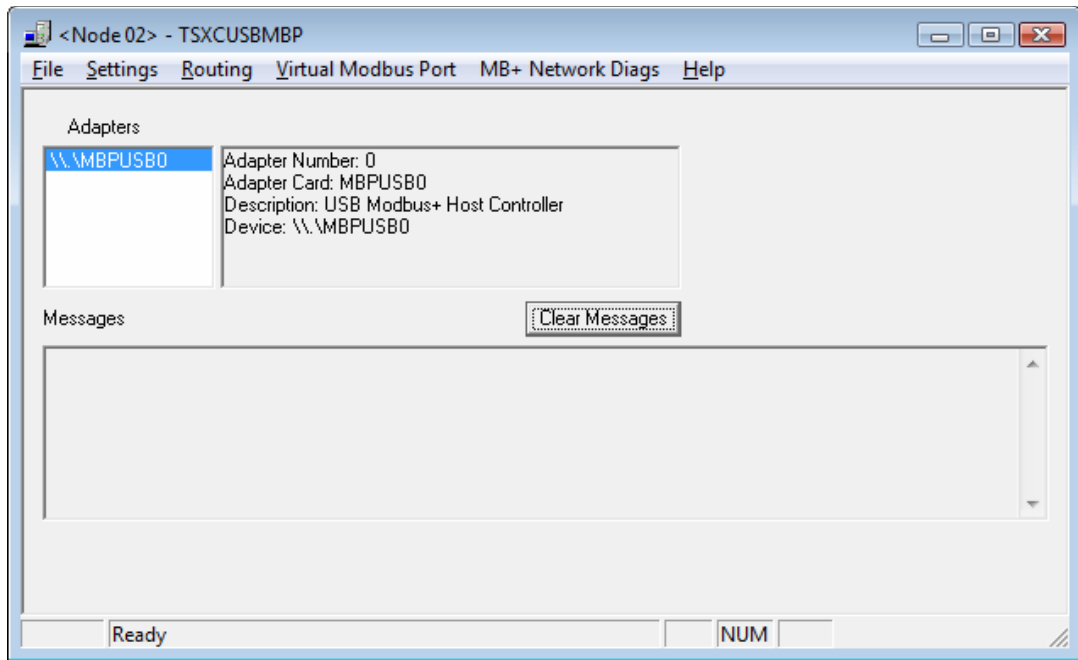 <Node 02> - TSXCUSBMBP
File Settings Routing Virtual Modbus Port MB+ Network Diags Help
Adapters
\\.\MBPUSB0
Adapter Number: 0
Adapter Card: MBPUSB0
Description: USB Modbus+ Host Controller
Device: \\.\MBPUSB0
Messages
Clear Messages
Ready
NUM